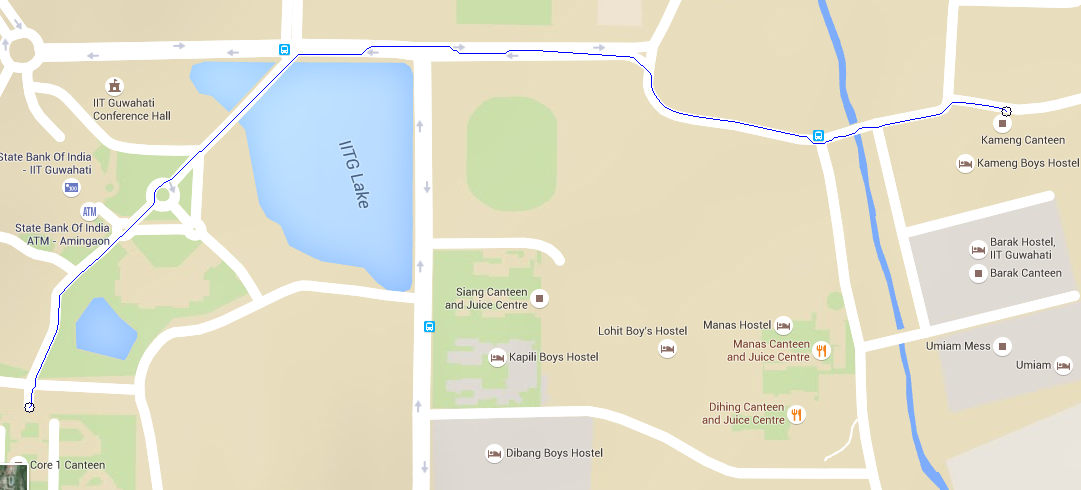 IIT Guwahati
Conference Hall
State Bank Of India
- IIT Guwahati
100
ATM
State Bank Of India
ATM - Amingaon
IITG Lake
Kameng Canteen
Kameng Boys Hostel
Barak Hostel,
IIT Guwahati
Barak Canteen
Siang Canteen
and Juice Centre
Lohit Boy's Hostel
Manas Hostel
Manas Canteen
and Juice Centre
Kapili Boys Hostel
Umiam Mess
Umiam
Dihing Canteen
and Juice Centre
Dibang Boys Hostel
Core 1 Canteen